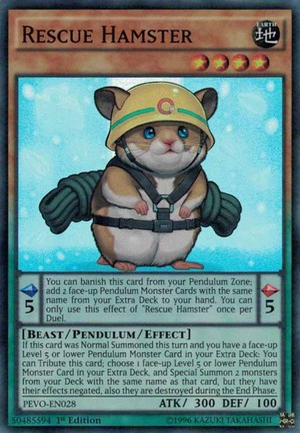 RESCUE HAMSTER
EARTH
地
C
You can banish this card from your Pendulum Zone;
add 2 face-up Pendulum Monster Cards with the same
name from your Extra Deck to your hand. You can
only use this effect of "Rescue Hamster" once per
Duel.
5
5
[BEAST/PENDULUM/EFFECT]
If this card was Normal Summoned this turn and you have a face-up
Level 5 or lower Pendulum Monster Card in your Extra Deck: You
can Tribute this card; choose 1 face-up Level 5 or lower Pendulum
Monster Card in your Extra Deck, and Special Summon 2 monsters
from your Deck with the same name as that card, but they have
their effects negated, also they are destroyed during the End Phase.
PEVO-EN028
ATK/ 300 DEF/ 100
50485594
1st Edition
©1996 KAZUKI TAKAHASHI